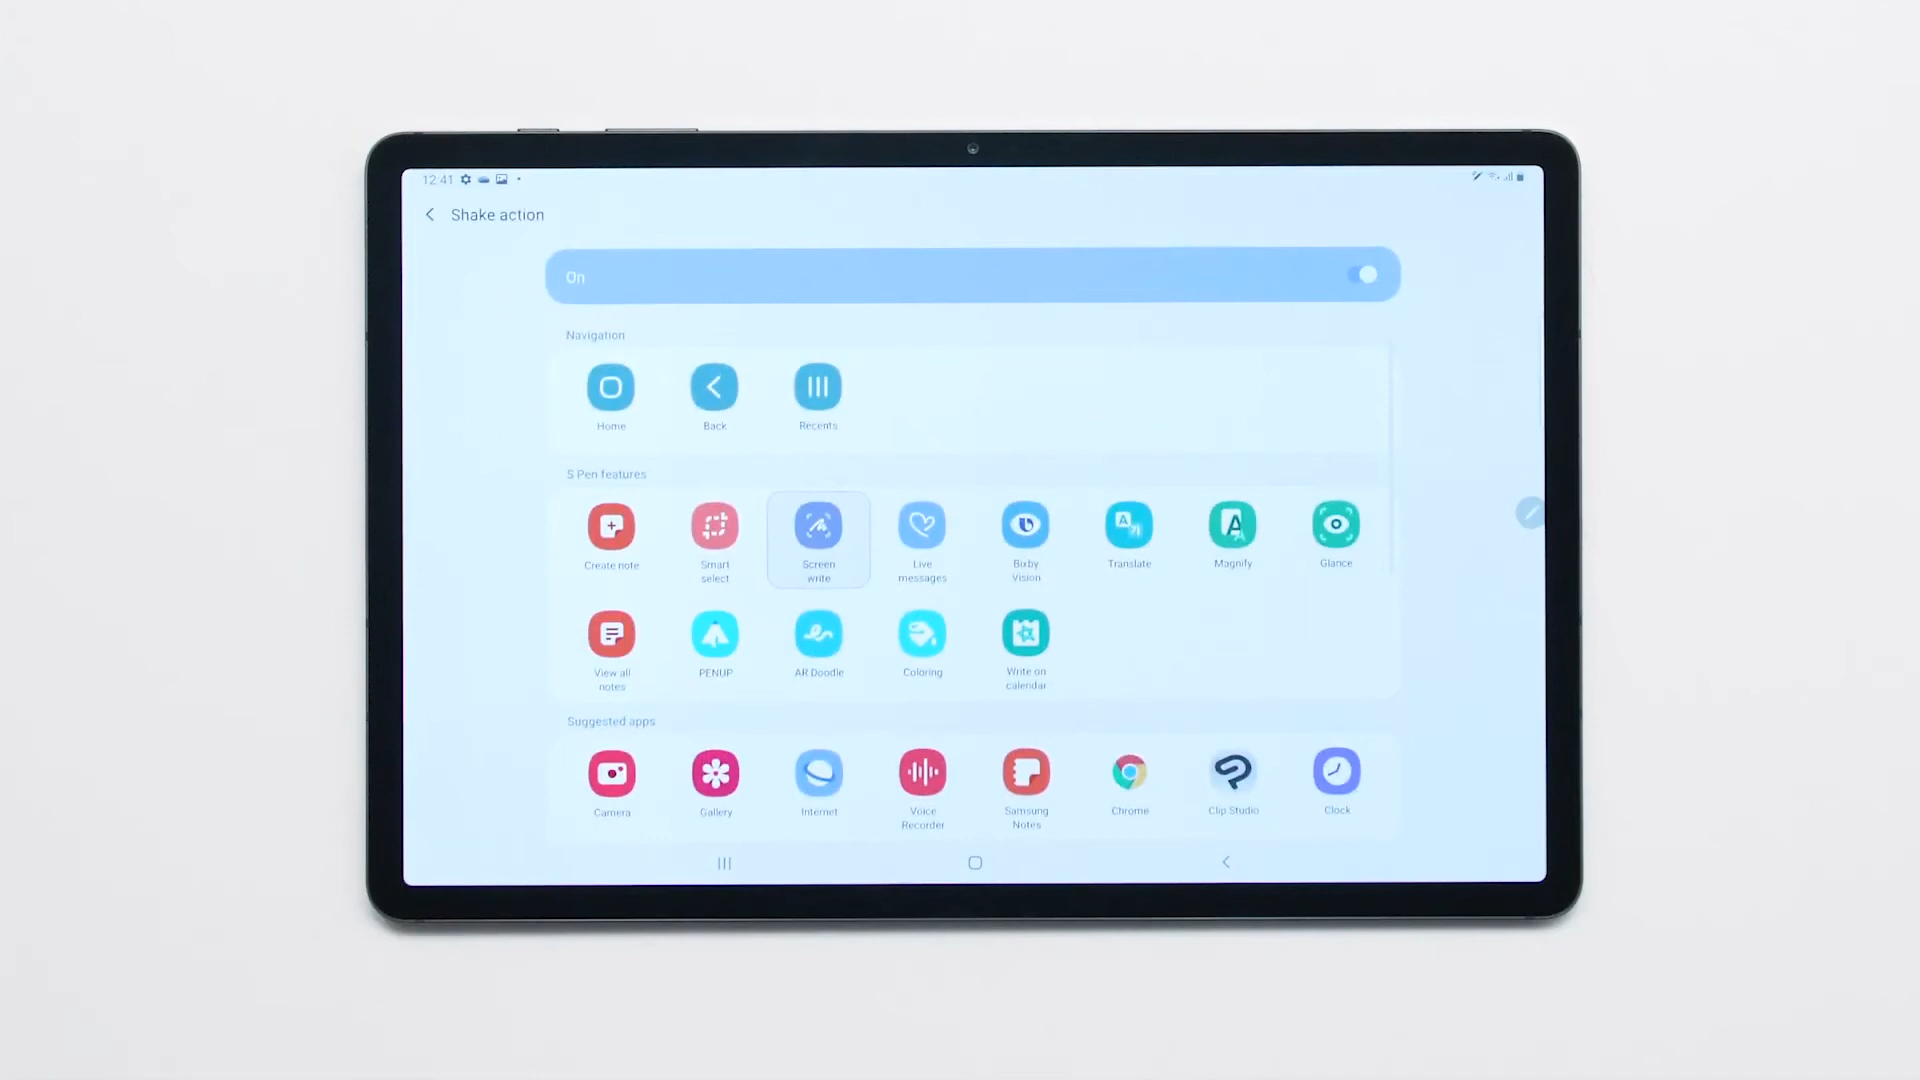 12:41
Shake action
On
Navigation
Home
Back
Recents
S Pen features
Create note
Smart
select
Screen
write
Live
messages
Bixby
Vision
Translate
Magnify
Glance
View all
notes
PENUP
AR Doodle
Coloring
Write on
calendar
Suggested apps
Camera
Gallery
Internet
Voice
Recorder
Samsung
Notes
Chrome
Clip Studio
Clock